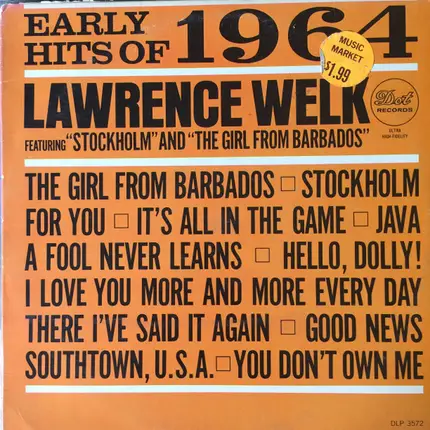 EARLY
HITS OF 1964
MUSIC
MARKET
$1.99
LAWRENCE WELK
Dot
RECORDS
ULTRA
HIGH FIDELITY
FEATURING "STOCKHOLM" AND "THE GIRL FROM BARBADOS"
THE GIRL FROM BARBADOS □ STOCKHOLM
FOR YOU □ IT'S ALL IN THE GAME □ JAVA
A FOOL NEVER LEARNS □ HELLO, DOLLY!
I LOVE YOU MORE AND MORE EVERY DAY
THERE I'VE SAID IT AGAIN □ GOOD NEWS
SOUTHTOWN, U.S.A. □ YOU DON'T OWN ME
DLP 3572